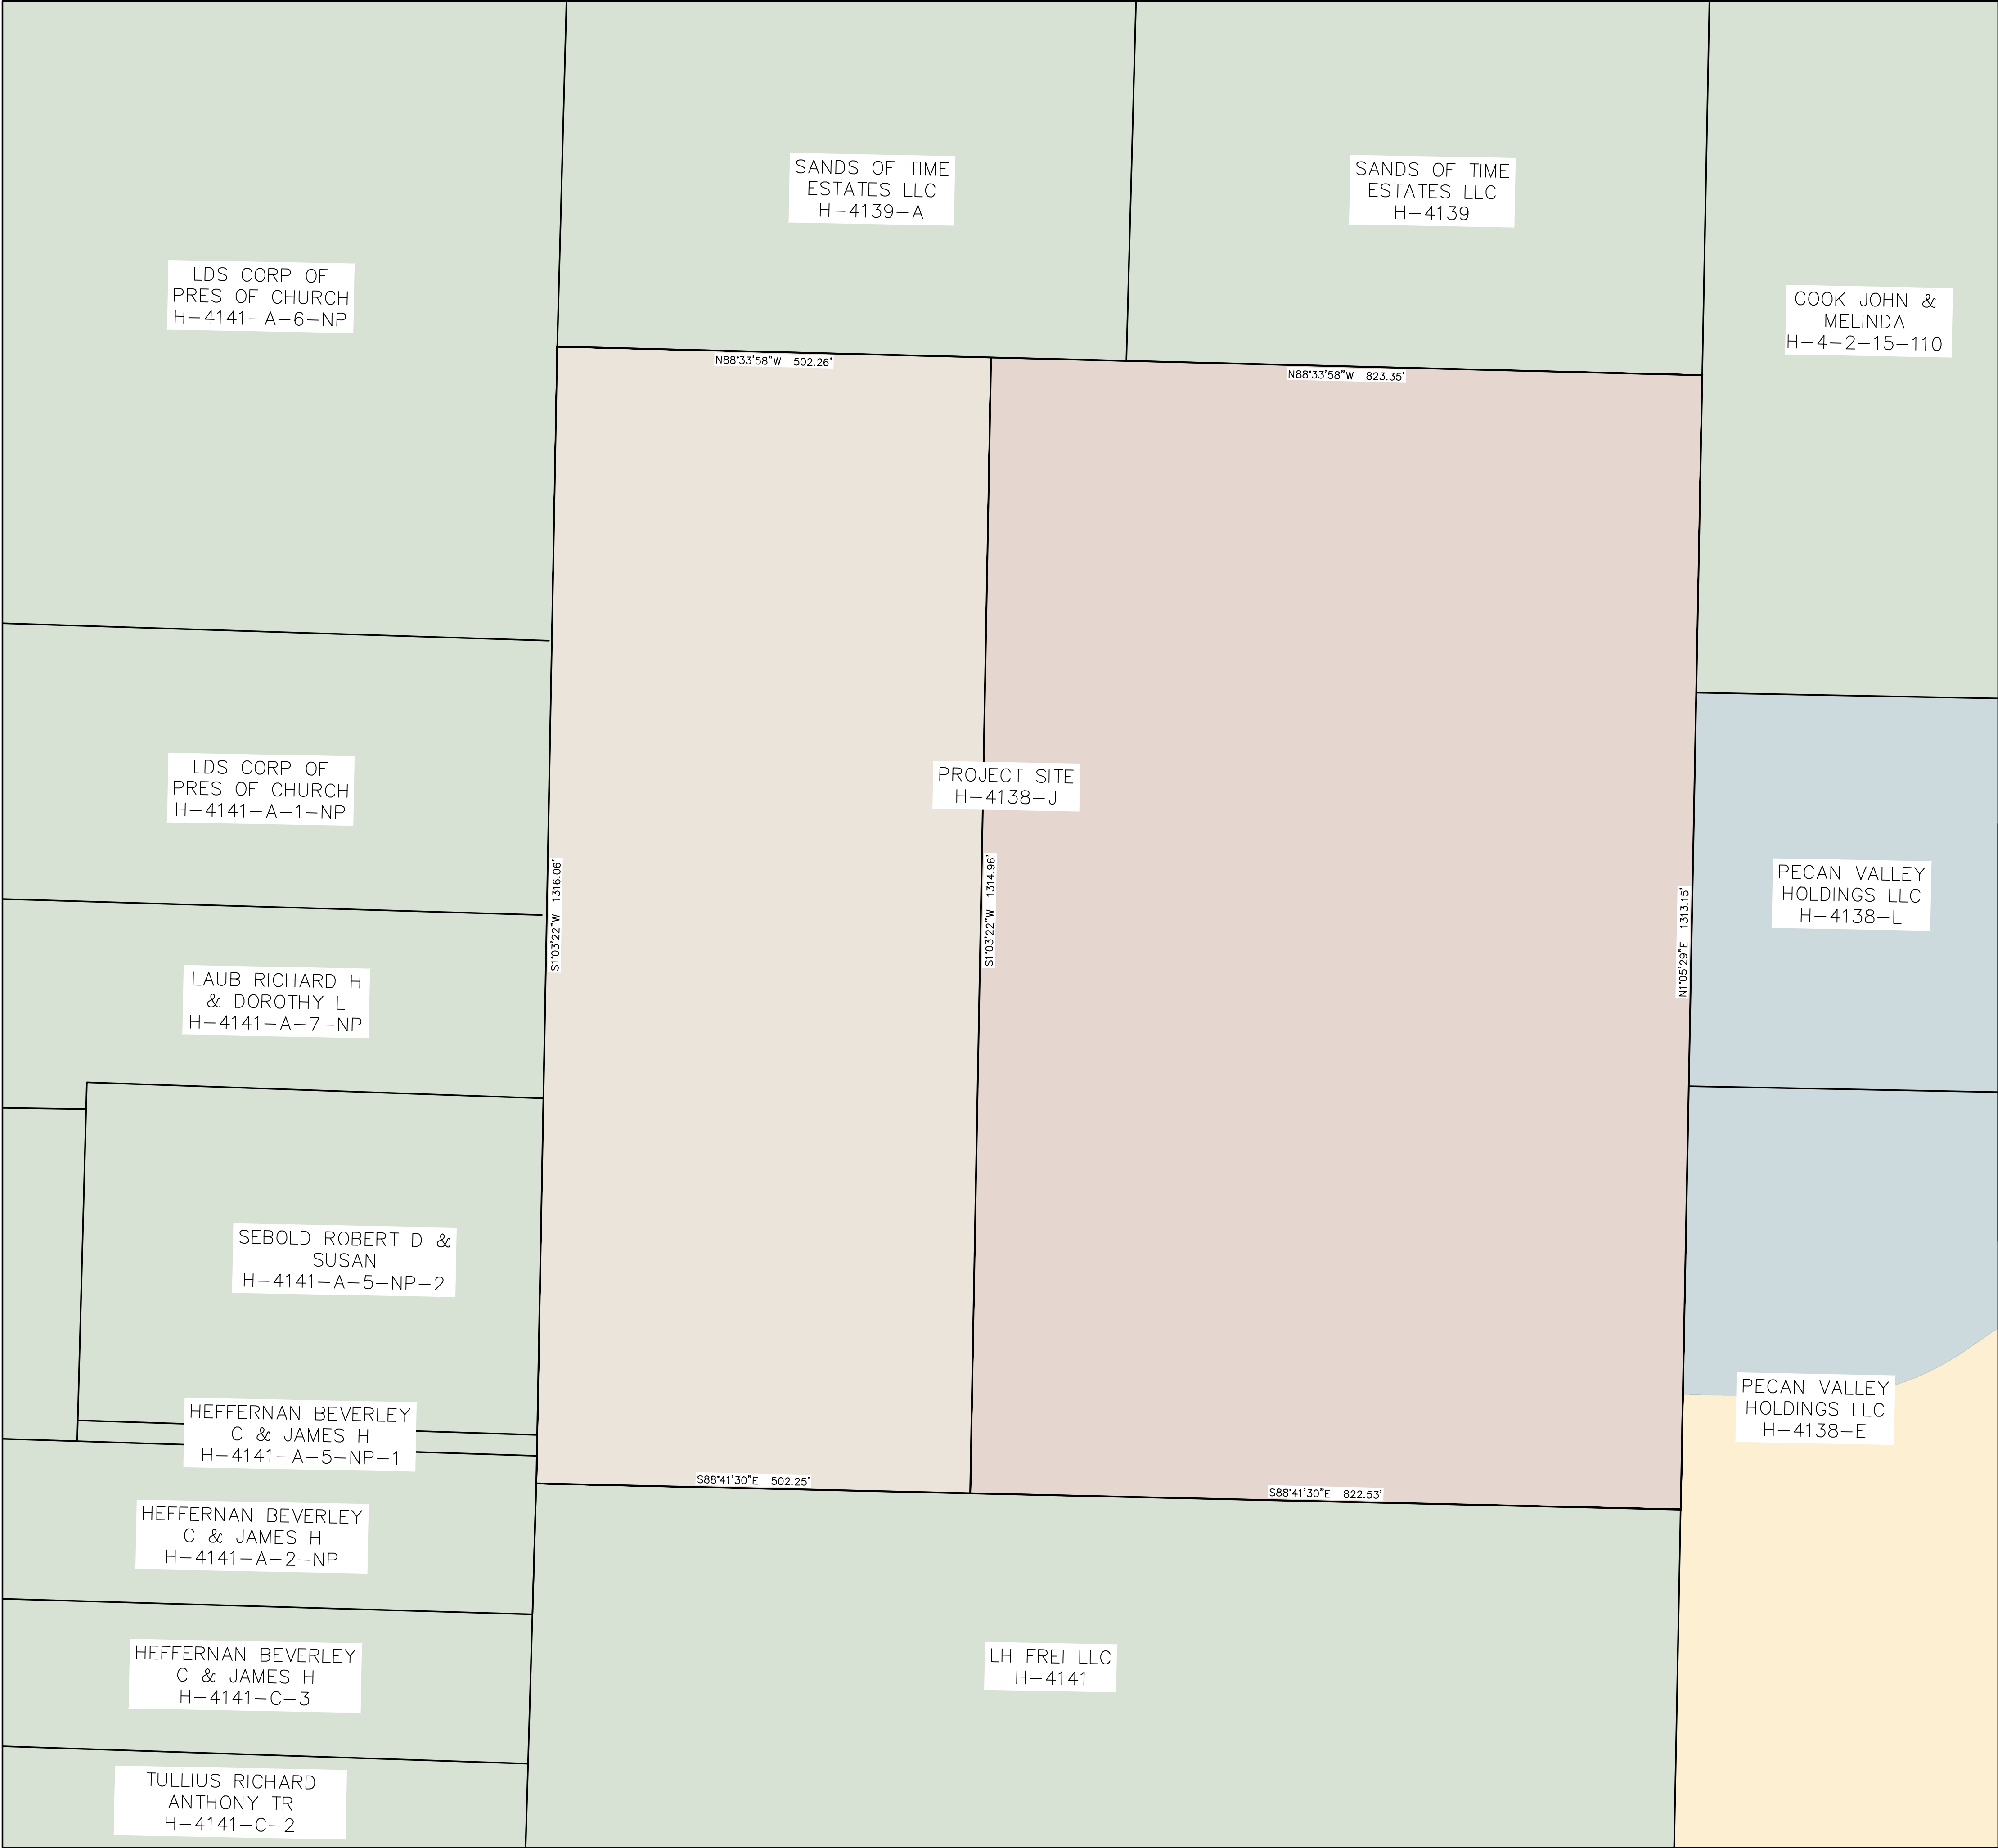 SANDS OF TIME
ESTATES LLC
H-4139-A
SANDS OF TIME
ESTATES LLC
H-4139
LDS CORP OF
PRES OF CHURCH
H-4141-A-6-NP
COOK JOHN &
MELINDA
H-4-2-15-110
N88°33'58"W 502.26'
N88°33'58"W 823.35'
LDS CORP OF
PRES OF CHURCH
H-4141-A-1-NP
PROJECT SITE
H-4138-J
S1°03'22"W 1316.06'
S1°03'22"W 1314.96'
N1°05'29"E 1313.15'
PECAN VALLEY
HOLDINGS LLC
H-4138-L
LAUB RICHARD H
& DOROTHY L
H-4141-A-7-NP
SEBOLD ROBERT D &
SUSAN
H-4141-A-5-NP-2
PECAN VALLEY
HOLDINGS LLC
H-4138-E
HEFFERNAN BEVERLEY
C & JAMES H
H-4141-A-5-NP-1
S88°41'30"E 502.25'
S88°41'30"E 822.53'
HEFFERNAN BEVERLEY
C & JAMES H
H-4141-A-2-NP
HEFFERNAN BEVERLEY
C & JAMES H
H-4141-C-3
LH FREI LLC
H-4141
TULLIUS RICHARD
ANTHONY TR
H-4141-C-2